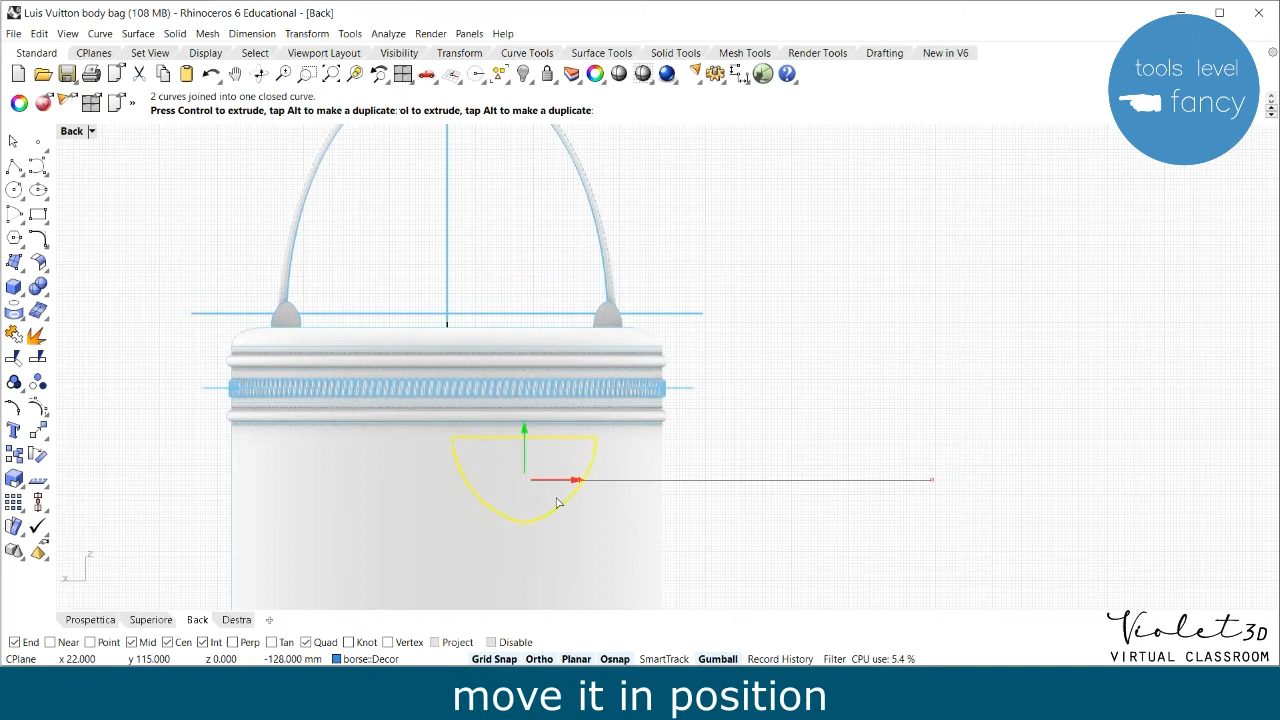 Luis Vuitton body bag (108 MB) - Rhinoceros 6 Educational - [Back]
File Edit View Curve Surface Solid Mesh Dimension Transform Tools Analyze Render Panels Help
Standard CPlanes Set View Display Select Viewport Layout Visibility Transform Curve Tools Surface Tools Solid Tools Mesh Tools Render Tools Drafting New in V6
tools level
fancy
2 curves joined into one closed curve.
Press Control to extrude, tap Alt to make a duplicate: ol to extrude, tap Alt to make a duplicate:
Back
z
x
Prospettica Superiore Back Destra
End Near Point Mid Cen Int Perp Tan Quad Knot Vertex Project Disable
CPlane x 22.000 y 115.000 z 0.000 -128.000 mm borse::Decor Grid Snap Ortho Planar Osnap SmartTrack Gumball Record History Filter CPU use: 5.4 %
Violet 3D
VIRTUAL CLASSROOM
move it in position